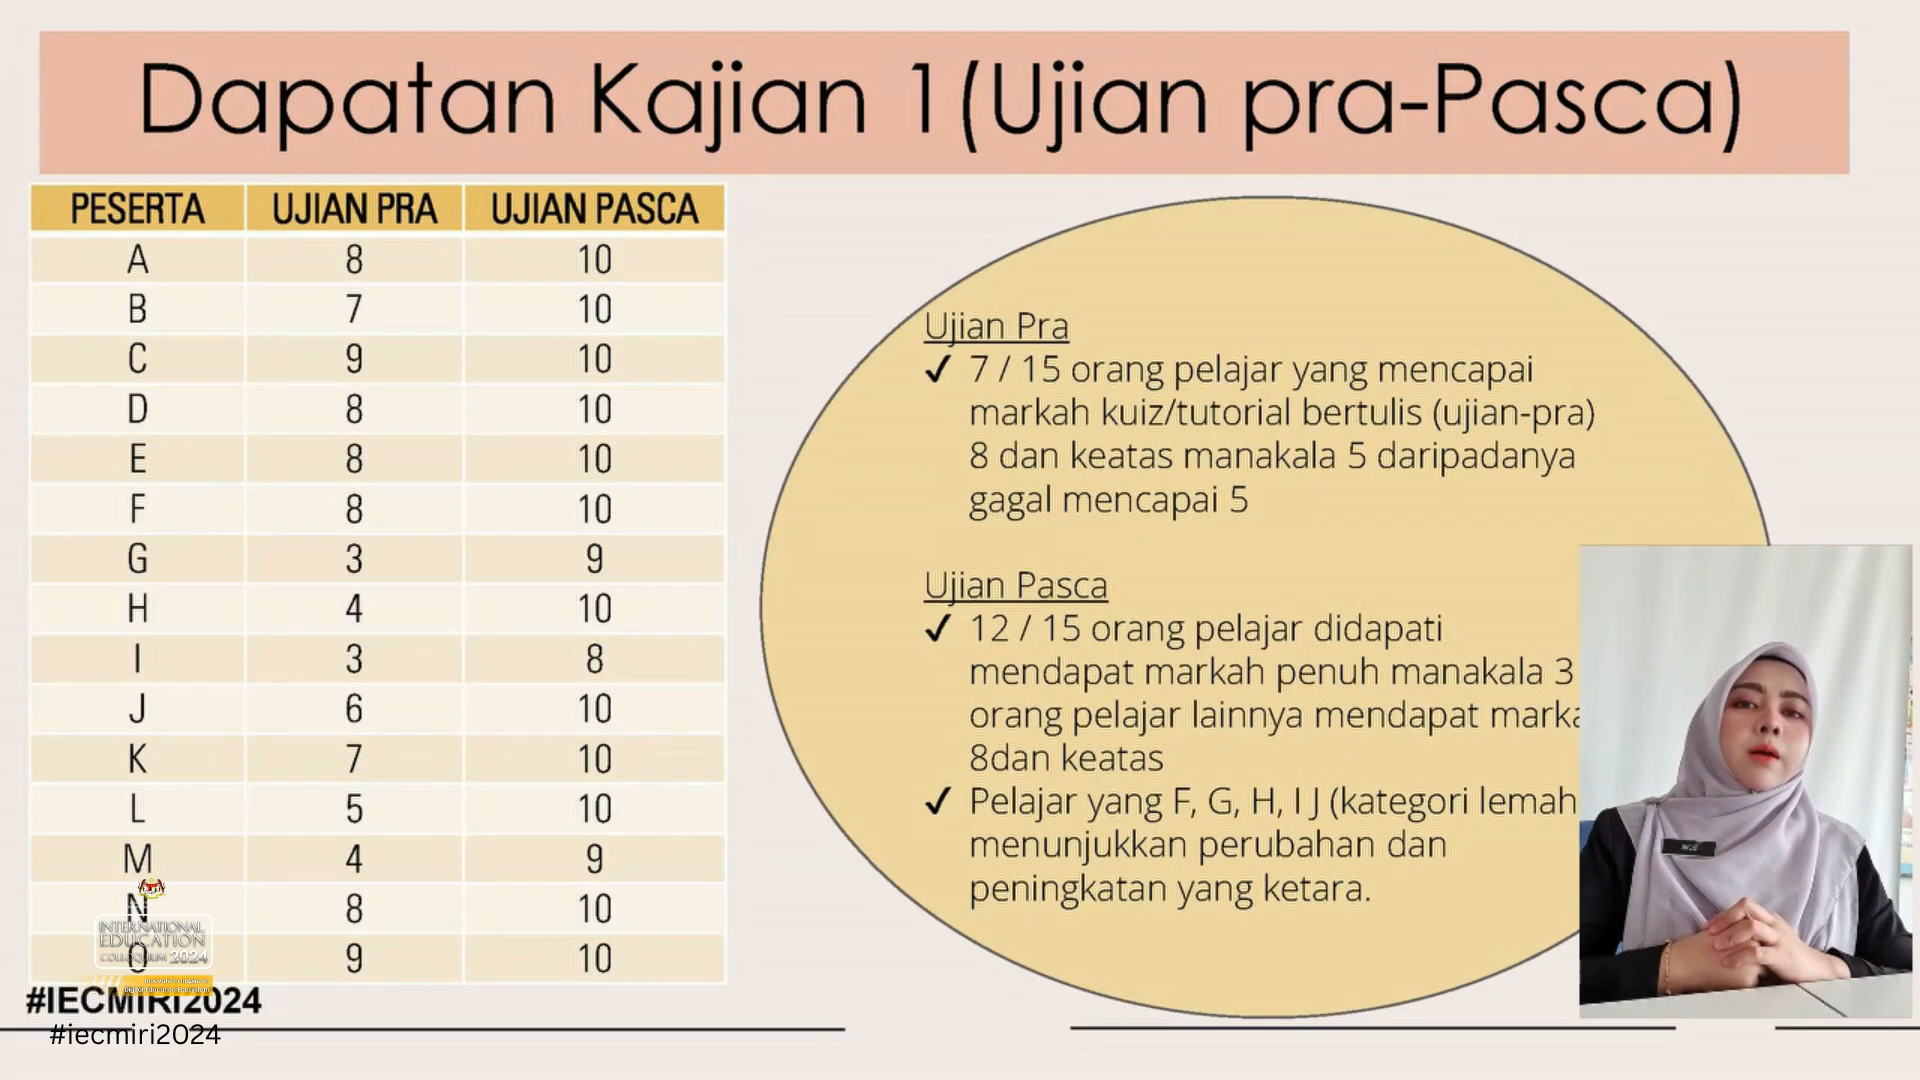 Dapatan Kajian 1(Ujian pra-Pasca)
PESERTA UJIAN PRA UJIAN PASCA
A 8 10
B 7 10
C 9 10
D 8 10
E 8 10
F 8 10
G 3 9
H 4 10
I 3 8
J 6 10
K 7 10
L 5 10
M 4 9
N 8 10
O 9 10
Ujian Pra
✓ 7 / 15 orang pelajar yang mencapai
markah kuiz/tutorial bertulis (ujian-pra)
8 dan keatas manakala 5 daripadanya
gagal mencapai 5
Ujian Pasca
✓ 12 / 15 orang pelajar didapati
mendapat markah penuh manakala 3
orang pelajar lainnya mendapat marka
8dan keatas
✓ Pelajar yang F, G, H, I J (kategori lemah
menunjukkan perubahan dan
peningkatan yang ketara.
INTERNATIONAL
EDUCATION
COLLOQUIUM 2024
Digital Education Ecosystem
#IECMIRI2024
#iecmiri2024